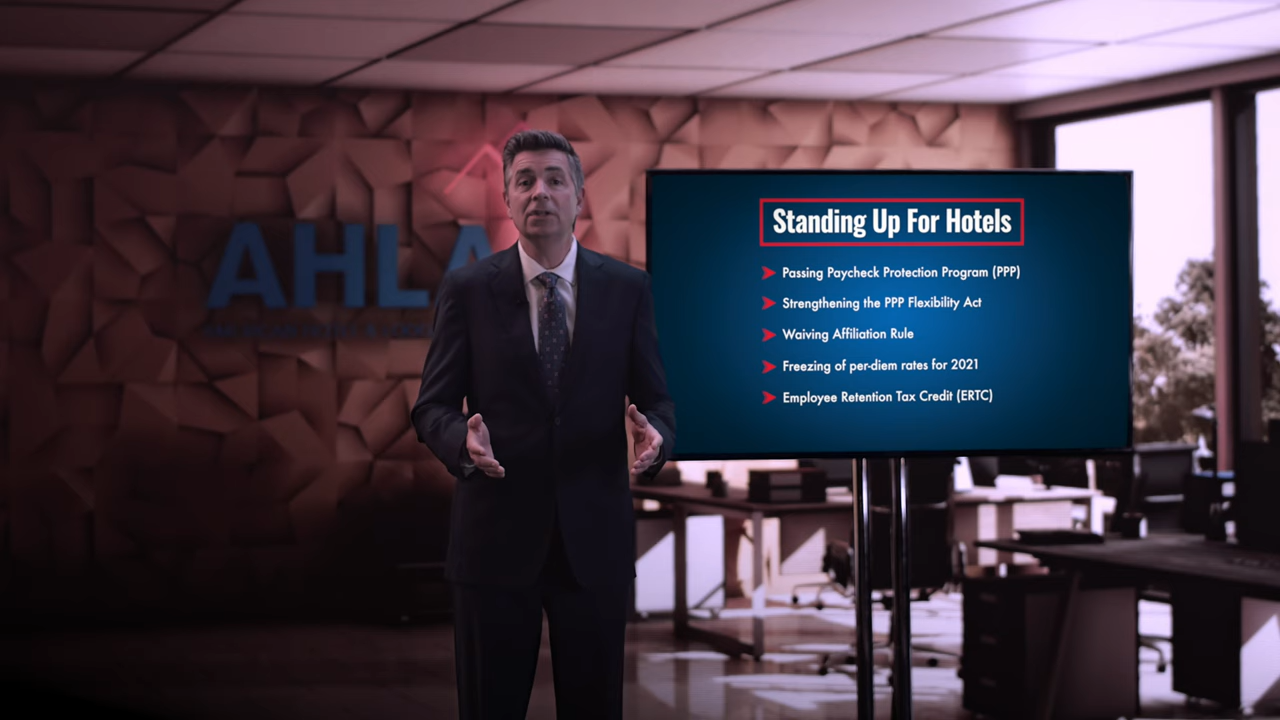 AHLA
Standing Up For Hotels
Passing Paycheck Protection Program (PPP)
Strengthening the PPP Flexibility Act
Waiving Affiliation Rule
Freezing of per-diem rates for 2021
Employee Retention Tax Credit (ERTC)